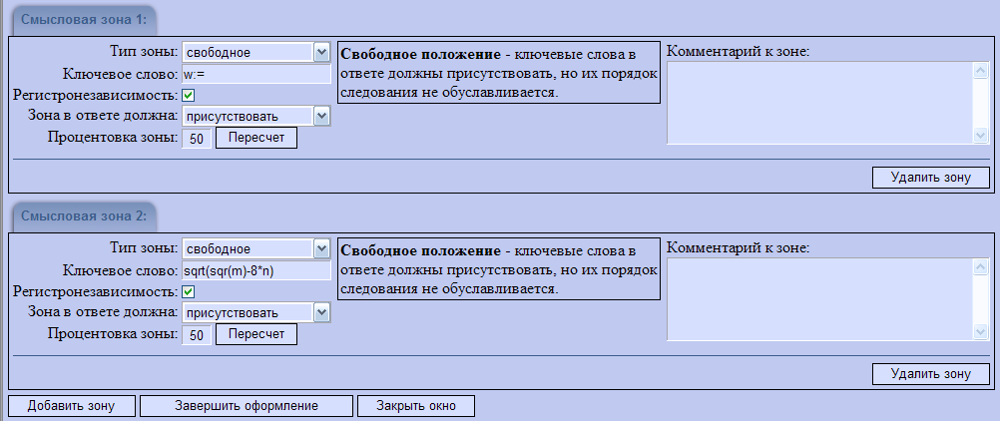 Смысловая зона 1:
Тип зоны: свободное
Ключевое слово: w:=
Регистронезависимость:
Зона в ответе должна: присутствовать
Процентовка зоны: 50 Пересчет
Свободное положение - ключевые слова в
ответе должны присутствовать, но их порядок
следования не обуславливается.
Комментарий к зоне:
Удалить зону
Смысловая зона 2:
Тип зоны: свободное
Ключевое слово: sqrt(sqr(m)-8*n)
Регистронезависимость:
Зона в ответе должна: присутствовать
Процентовка зоны: 50 Пересчет
Свободное положение - ключевые слова в
ответе должны присутствовать, но их порядок
следования не обуславливается.
Комментарий к зоне:
Удалить зону
Добавить зону Завершить оформление Закрыть окно